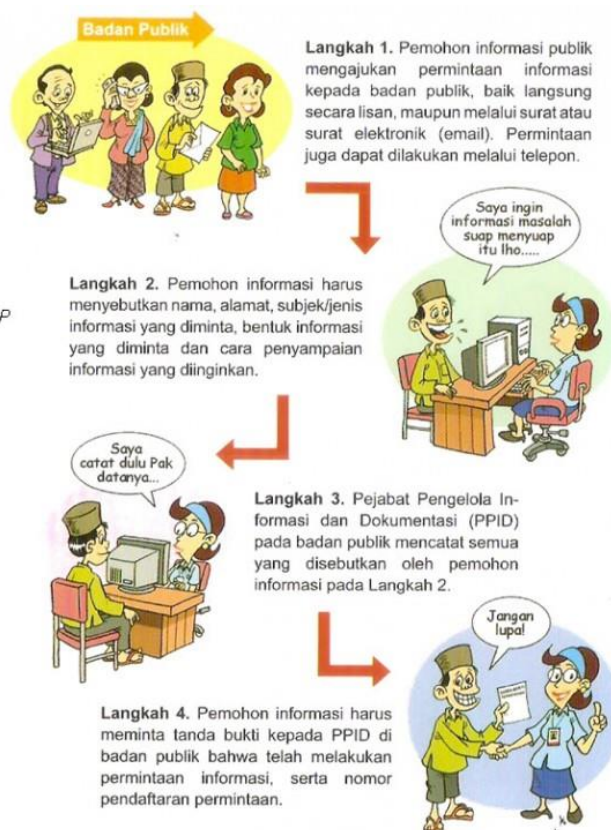 Badan Publik
Langkah 1. Pemohon informasi publik
mengajukan permintaan informasi
kepada badan publik, baik langsung
secara lisan, maupun melalui surat atau
surat elektronik (email). Permintaan
juga dapat dilakukan melalui telepon.
Saya ingin
informasi masalah
suap menyuap
itu lho.....
Langkah 2. Pemohon informasi harus
menyebutkan nama, alamat, subjek/jenis
informasi yang diminta, bentuk informasi
yang diminta dan cara penyampaian
informasi yang diinginkan.
P
Saya
catat dulu Pak
datanya...
Langkah 3. Pejabat Pengelola In-
formasi dan Dokumentasi (PPID)
pada badan publik mencatat semua
yang disebutkan oleh pemohon
informasi pada Langkah 2.
Jangan
lupa!
Langkah 4. Pemohon informasi harus
meminta tanda bukti kepada PPID di
badan publik bahwa telah melakukan
permintaan informasi, serta nomor
pendaftaran permintaan.